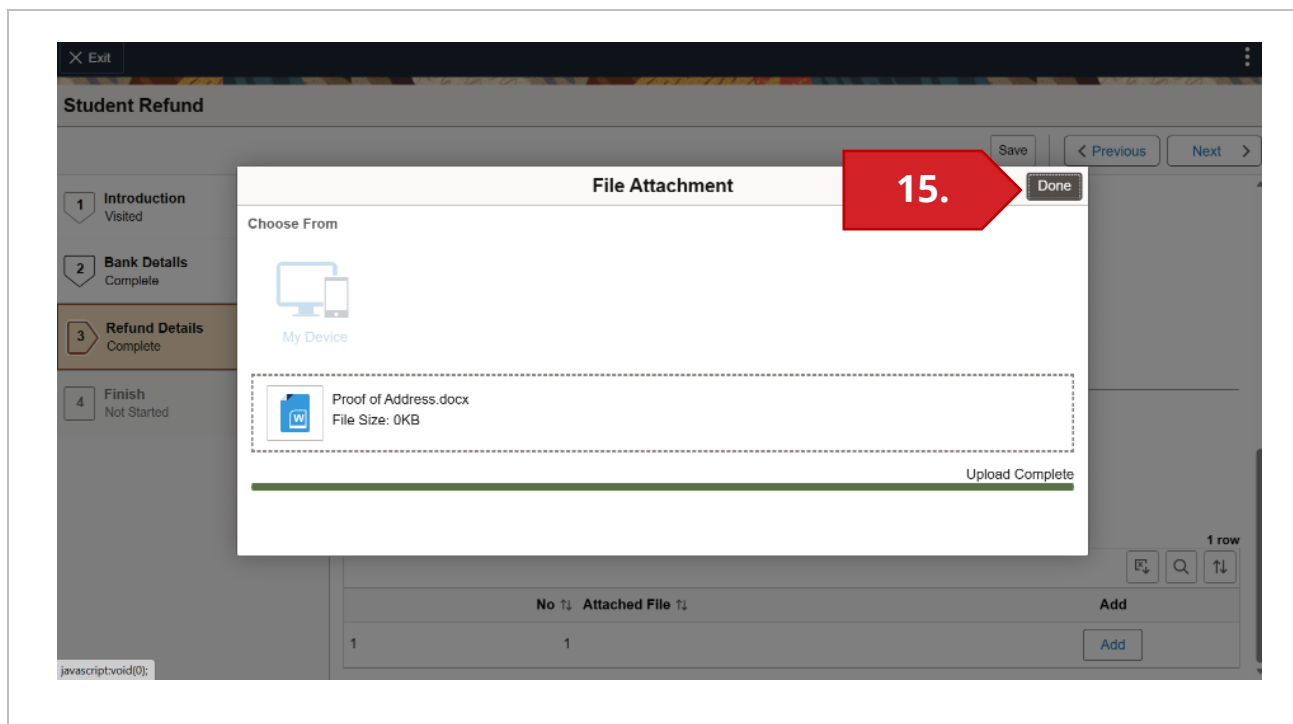 Exit
Student Refund
Save
Previous
Next
1 Introduction
Visited
2 Bank Details
Complete
3 Refund Details
Complete
4 Finish
Not Started
File Attachment
15.
Done
Choose From
My Device
Proof of Address.docx
File Size: 0KB
Upload Complete
1 row
No Attached File Add
1 1 Add
javascript:void(0);